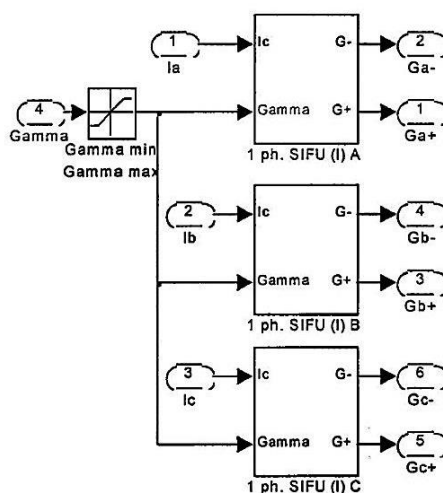 1
Ia
Ic
G-
2
Ga-
4
Gamma
Gamma min
Gamma max
Gamma
G+
1
Ga+
1 ph. SIFU (I) A
2
Ib
Ic
G-
4
Gb-
Gamma
G+
3
Gb+
1 ph. SIFU (I) B
3
Ic
Ic
G-
6
Gc-
Gamma
G+
5
Gc+
1 ph. SIFU (I) C